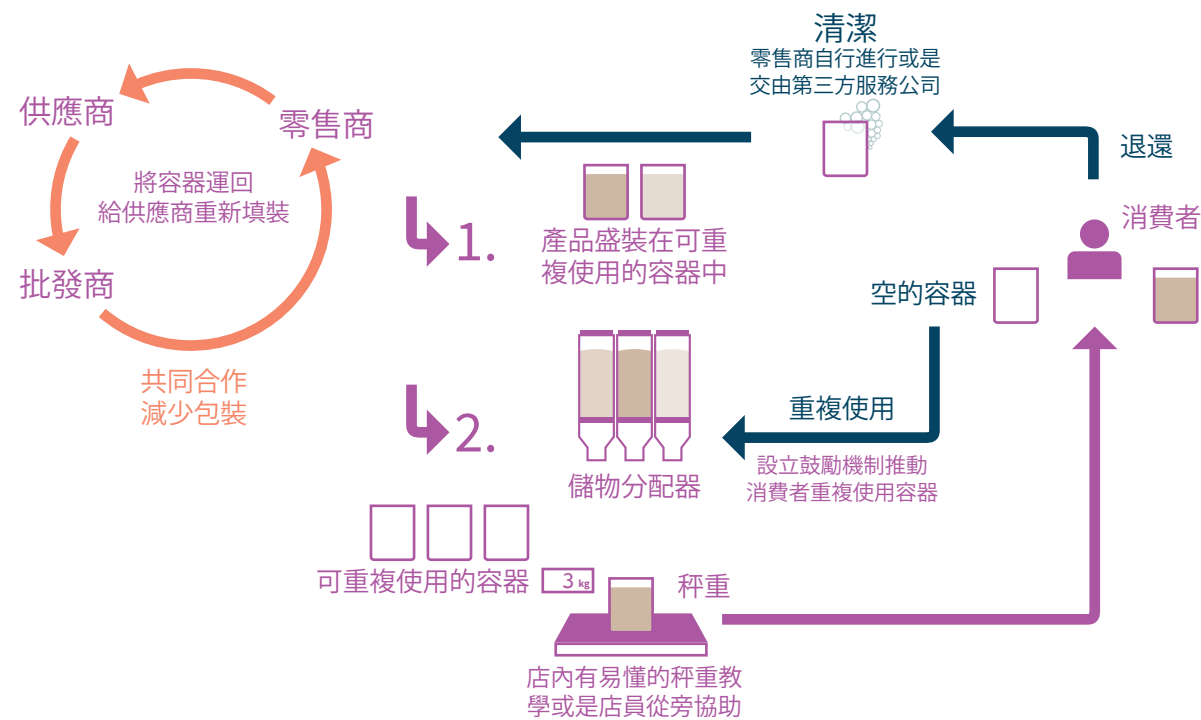 清潔
零售商自行進行或是
交由第三方服務公司
供應商
零售商
退還
將容器運回
給供應商重新填裝
消費者
1.
產品盛裝在可重
複使用的容器中
批發商
空的容器
共同合作
減少包裝
2.
重複使用
設立鼓勵機制推動
消費者重複使用容器
儲物分配器
可重複使用的容器
3 kg
秤重
店內有易懂的秤重教
學或是店員從旁協助